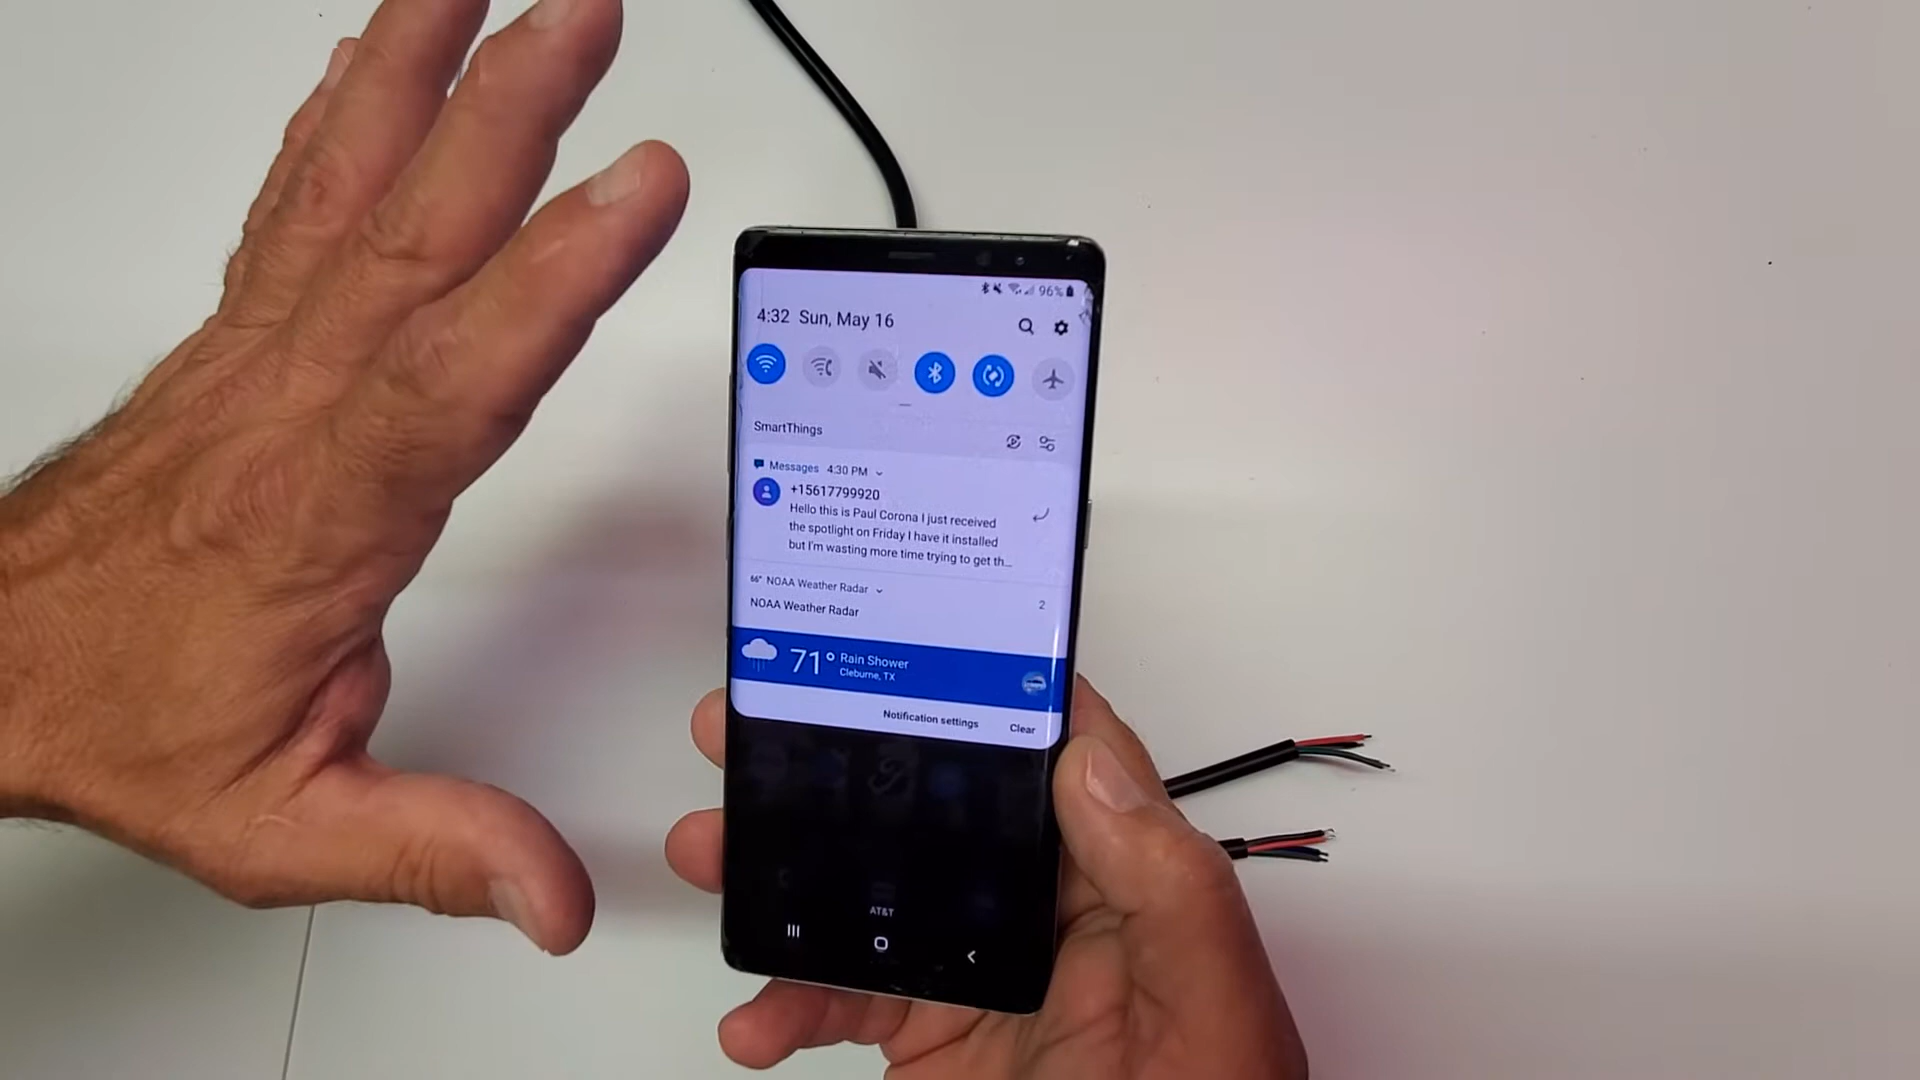 96%
4:32 Sun, May 16
SmartThings
Messages 4:30 PM
+15617799920
Hello this is Paul Corona I just received
the spotlight on Friday I have it installed
but I'm wasting more time trying to get th...
66° NOAA Weather Radar
2
NOAA Weather Radar
71° Rain Shower
Cleburne, TX
Notification settings Clear
AT&T